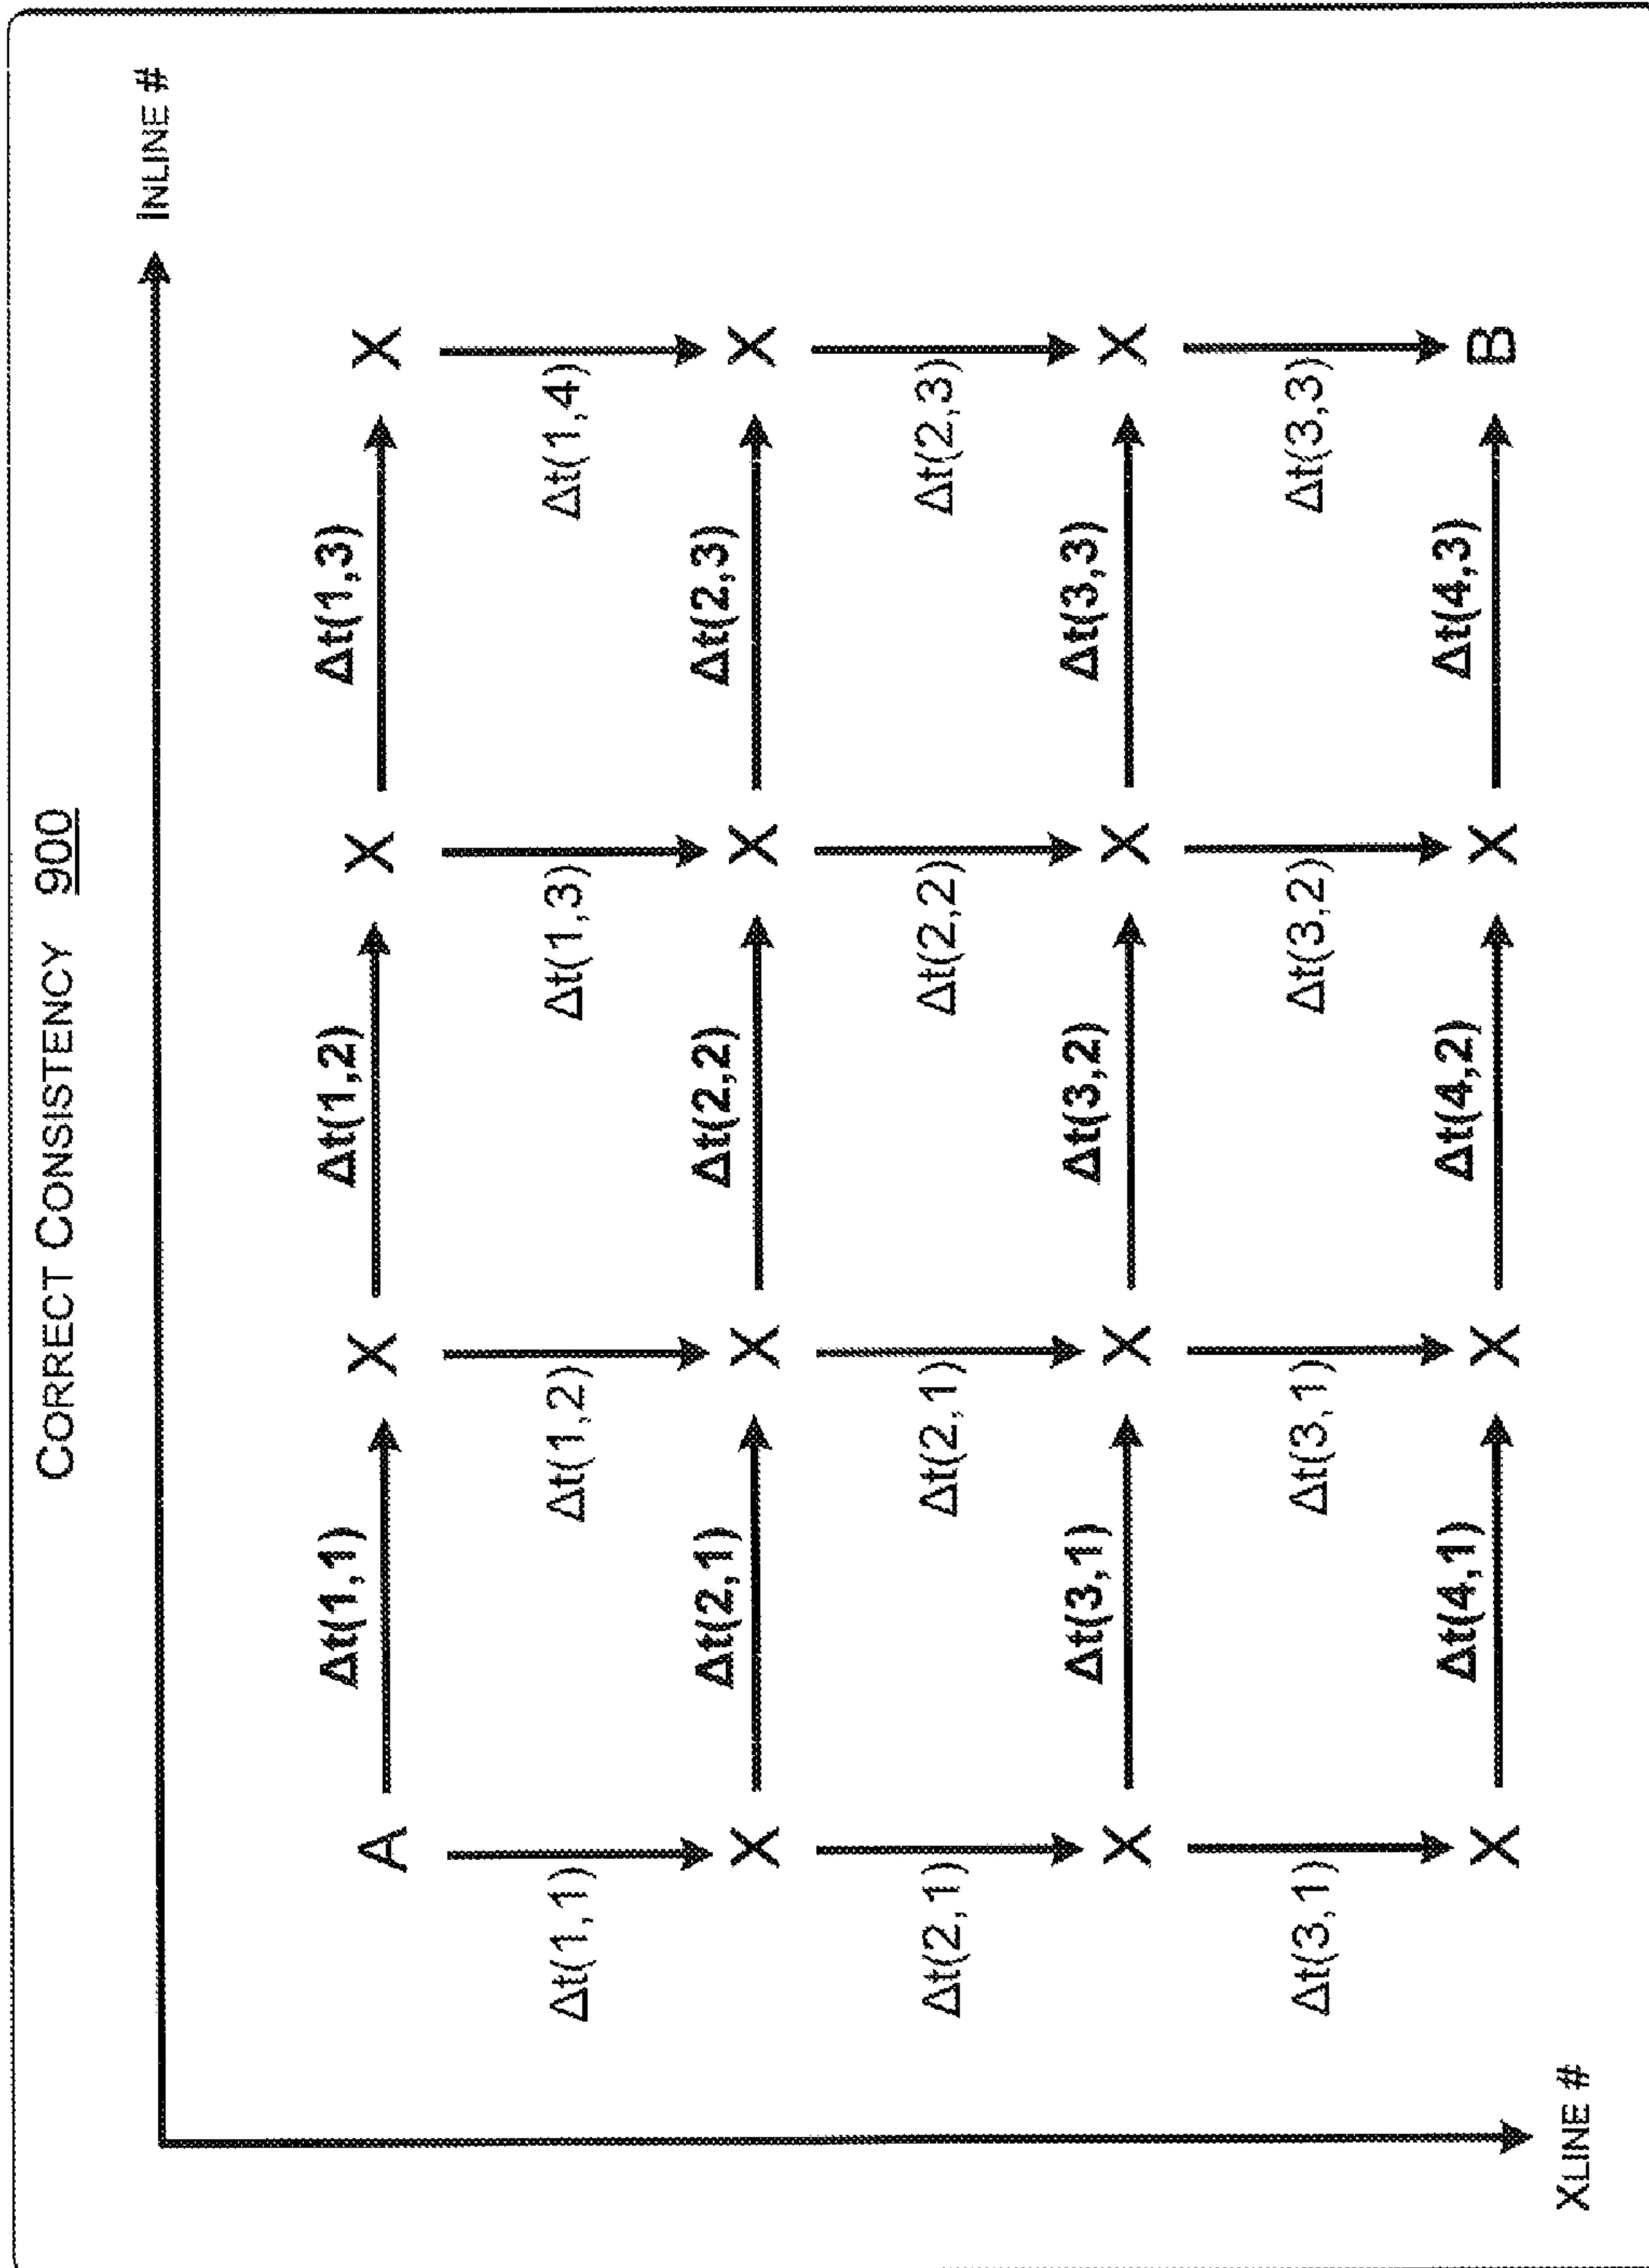 CORRECT CONSISTENCY 900
INLINE #
Δt(1,1) Δt(1,2) Δt(1,3)
A X X X
Δt(1,1) Δt(1,2) Δt(1,3) Δt(1,4)
Δt(2,1) Δt(2,2) Δt(2,3)
X X X X
Δt(2,1) Δt(2,1) Δt(2,2) Δt(2,3)
Δt(3,1) Δt(3,2) Δt(3,3)
X X X X
Δt(3,1) Δt(3,1) Δt(3,2) Δt(3,3)
Δt(4,1) Δt(4,2) Δt(4,3)
X X X B
XLINE #